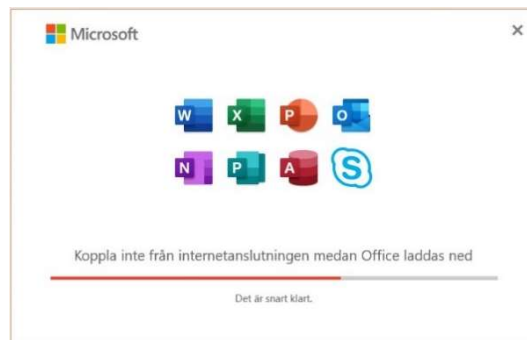 Microsoft
W X P O
N P A S
Koppla inte från internetanslutningen medan Office laddas ned
Det är snart klart.